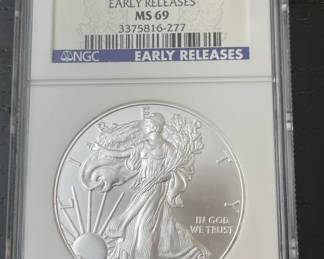 EARLY RELEASES
MS 69
3375816-277
NGC EARLY RELEASES
LIBERTY
IN GOD
WE TRUST